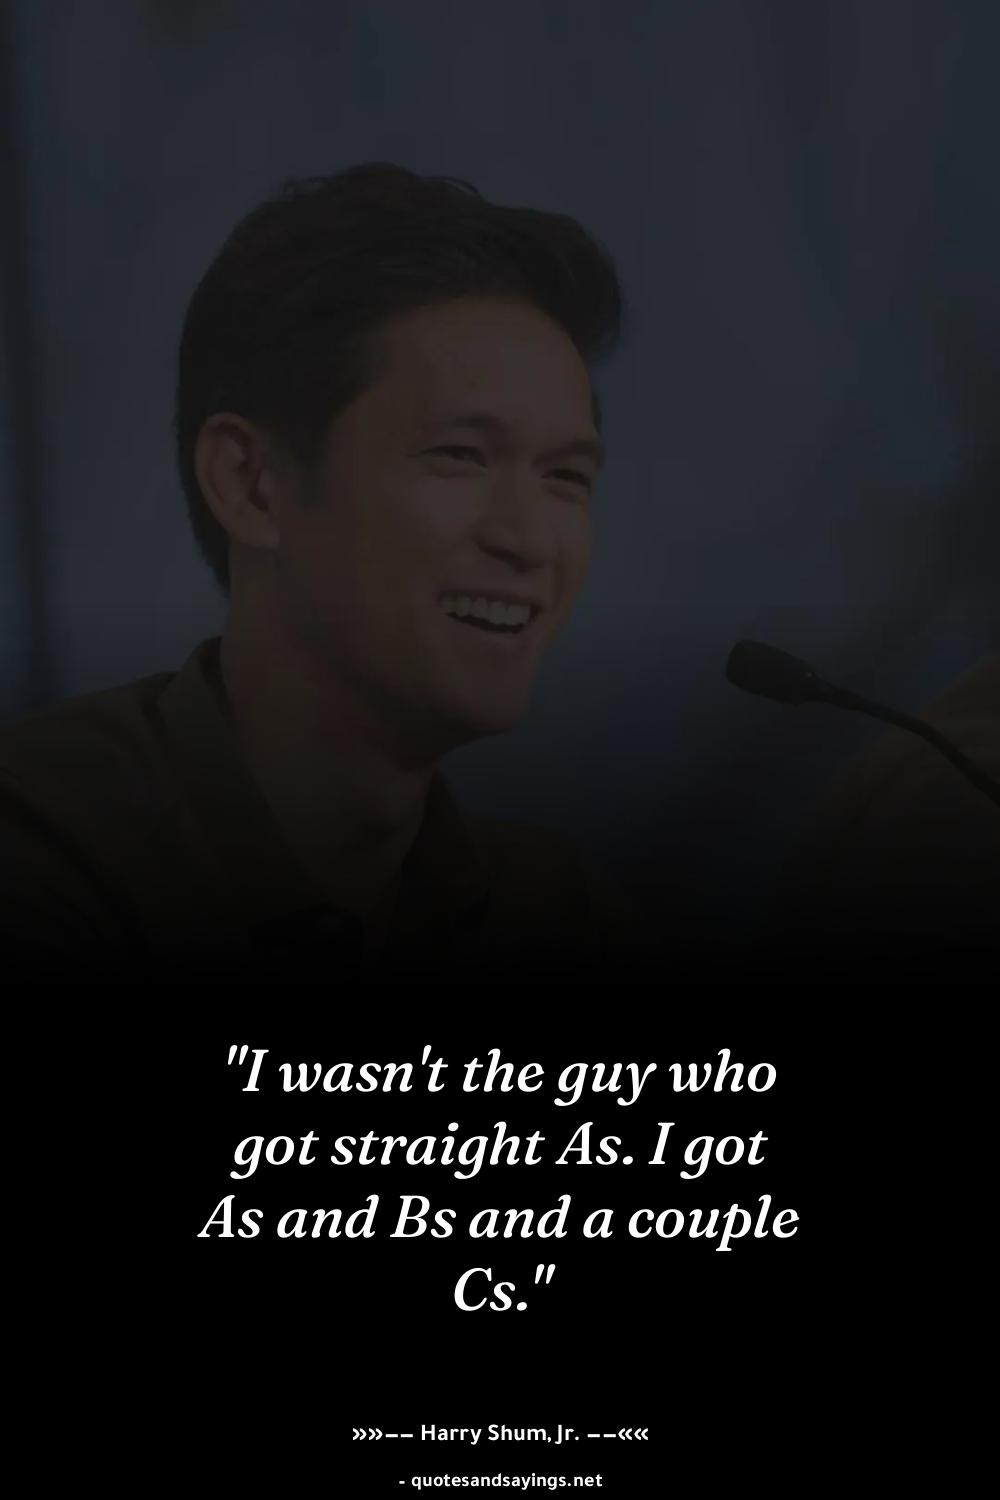 "I wasn't the guy who
got straight As. I got
As and Bs and a couple
Cs."
»»—— Harry Shum, Jr. ——««
- quotesandsayings.net